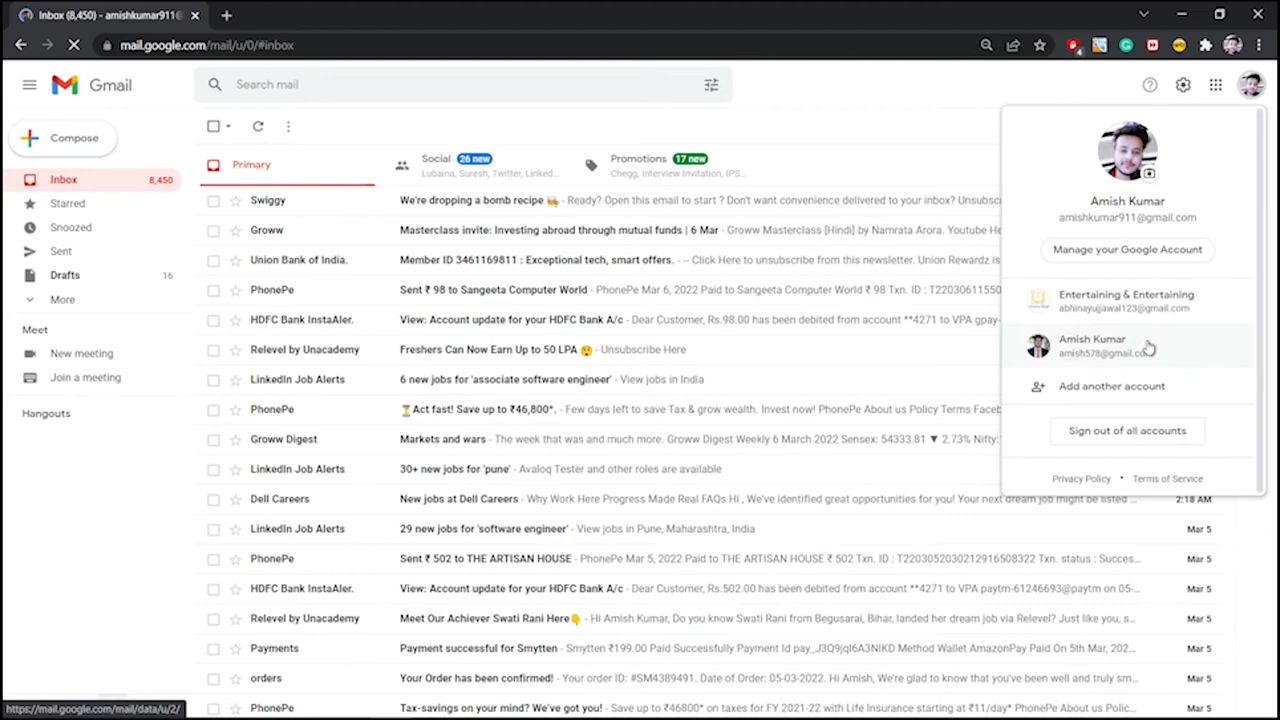 Inbox (8,450) - amishkumar911@
mail.google.com/mail/u/0/#inbox
Gmail
Search mail
Compose
Inbox 8,450
Starred
Snoozed
Sent
Drafts 16
More
Meet
New meeting
Join a meeting
Hangouts
Primary
Social 26 new
Lubaina, Suresh, Twitter, Linked...
Promotions 17 new
Chegg, Interview Invitation, IPS...
Swiggy We're dropping a bomb recipe - Ready? Open this email to start ? Don't want convenience delivered to your inbox? Unsubsc
Groww Masterclass invite: Investing abroad through mutual funds | 6 Mar - Groww Masterclass [Hindi] by Namrata Arora. Youtube He
Union Bank of India. Member ID 3461169811 : Exceptional tech, smart offers. - -- Click Here to unsubscribe from this newsletter. Union Rewardz is
PhonePe Sent ₹ 98 to Sangeeta Computer World - PhonePe Mar 6, 2022 Paid to Sangeeta Computer World ₹ 98 Txn. ID : T2203061155
HDFC Bank InstaAler. View: Account update for your HDFC Bank A/c - Dear Customer, Rs.98.00 has been debited from account **4271 to VPA gpay-
Relevel by Unacademy Freshers Can Now Earn Up to 50 LPA 😲 - Unsubscribe Here
LinkedIn Job Alerts 6 new jobs for 'associate software engineer' - View jobs in India
PhonePe ⏳Act fast! Save up to ₹46,800*. - Few days left to save Tax & grow wealth. Invest now! PhonePe About us Policy Terms Faceb
Groww Digest Markets and wars - The week that was and much more. Groww Digest Weekly 6 March 2022 Sensex: 54333.81 ▼ 2.73% Nifty:
LinkedIn Job Alerts 30+ new jobs for 'pune' - Avaloq Tester and other roles are available
Dell Careers New jobs at Dell Careers - Why Work Here Progress Made Real FAQs Hi , We've identified great opportunities for you! Your next dream job might be listed ... 2:18 AM
LinkedIn Job Alerts 29 new jobs for 'software engineer' - View jobs in Pune, Maharashtra, India Mar 5
PhonePe Sent ₹ 502 to THE ARTISAN HOUSE - PhonePe Mar 5, 2022 Paid to THE ARTISAN HOUSE ₹ 502 Txn. ID : T2203052030212916508322 Txn. status : Succes... Mar 5
HDFC Bank InstaAler. View: Account update for your HDFC Bank A/c - Dear Customer, Rs.502.00 has been debited from account **4271 to VPA paytm-61246693@paytm on 05-... Mar 5
Relevel by Unacademy Meet Our Achiever Swati Rani Here👇 - Hi Amish Kumar, Do you know Swati Rani from Begusarai, Bihar, landed her dream job via Relevel? Just like you, s... Mar 5
Payments Payment successful for Smytten - Smytten ₹199.00 Paid Successfully Payment Id pay_J3Q9jqI6A3NIKD Method Wallet AmazonPay Paid On 5th Mar, 202... Mar 5
orders Your Order has been confirmed! - Your order ID: #SM4389491. Date of Order: 05-03-2022. Hi Amish, We're glad to know that you've been well and truly sm... Mar 5
PhonePe Tax-savings on your mind? We've got you! - Save up to ₹46800* on taxes for FY 2021-22 with Life Insurance starting at ₹11/day* About us Policy Terms Facebook Twitter Disc... Mar 5
Amish Kumar
amishkumar911@gmail.com
Manage your Google Account
Entertaining & Entertaining
abhinayujjawal123@gmail.com
Amish Kumar
amish578@gmail.co
Add another account
Sign out of all accounts
Privacy Policy • Terms of Service
https://mail.google.com/mail/data/u/2/